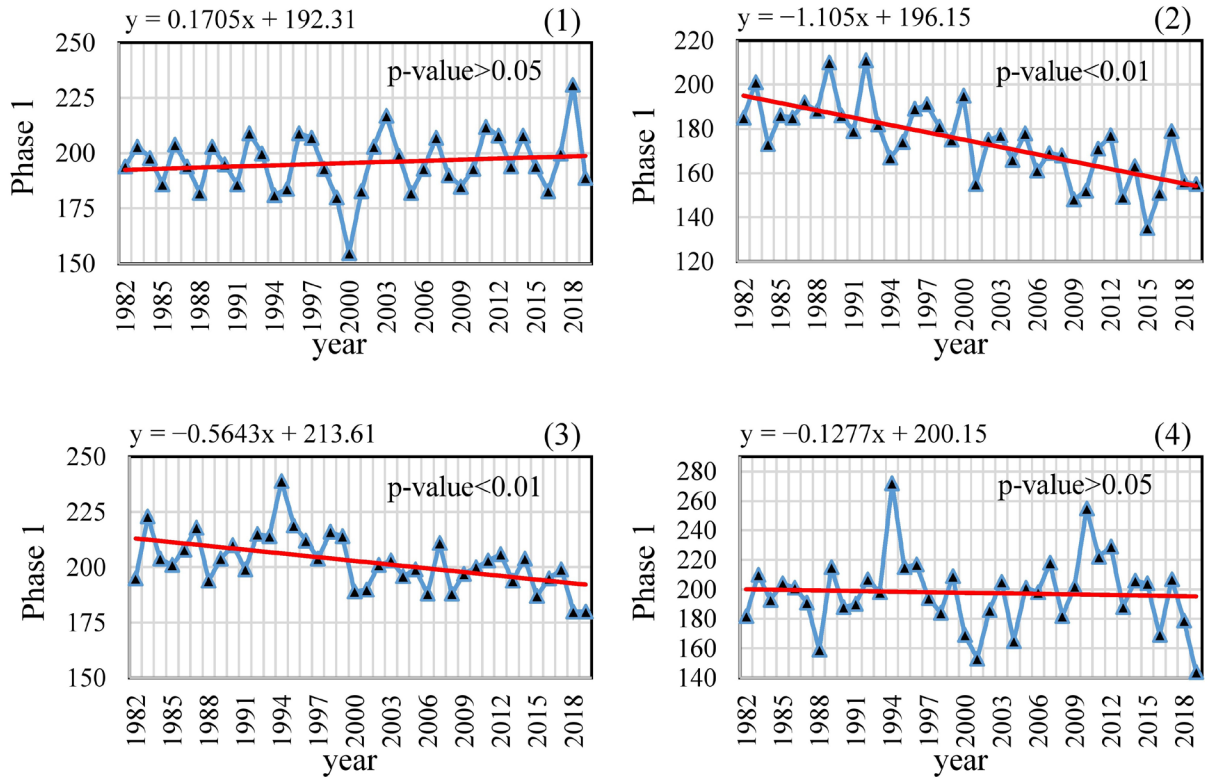 y = 0.1705x + 192.31 (1)
p-value>0.05
Phase 1
250
225
200
175
150
1982 1985 1988 1991 1994 1997 2000 2003 2006 2009 2012 2015 2018
year
y = −1.105x + 196.15 (2)
p-value<0.01
Phase 1
220
200
180
160
140
120
1982 1985 1988 1991 1994 1997 2000 2003 2006 2009 2012 2015 2018
year
y = −0.5643x + 213.61 (3)
p-value<0.01
Phase 1
250
225
200
175
150
1982 1985 1988 1991 1994 1997 2000 2003 2006 2009 2012 2015 2018
year
y = −0.1277x + 200.15 (4)
p-value>0.05
Phase 1
280
260
240
220
200
180
160
140
1982 1985 1988 1991 1994 1997 2000 2003 2006 2009 2012 2015 2018
year